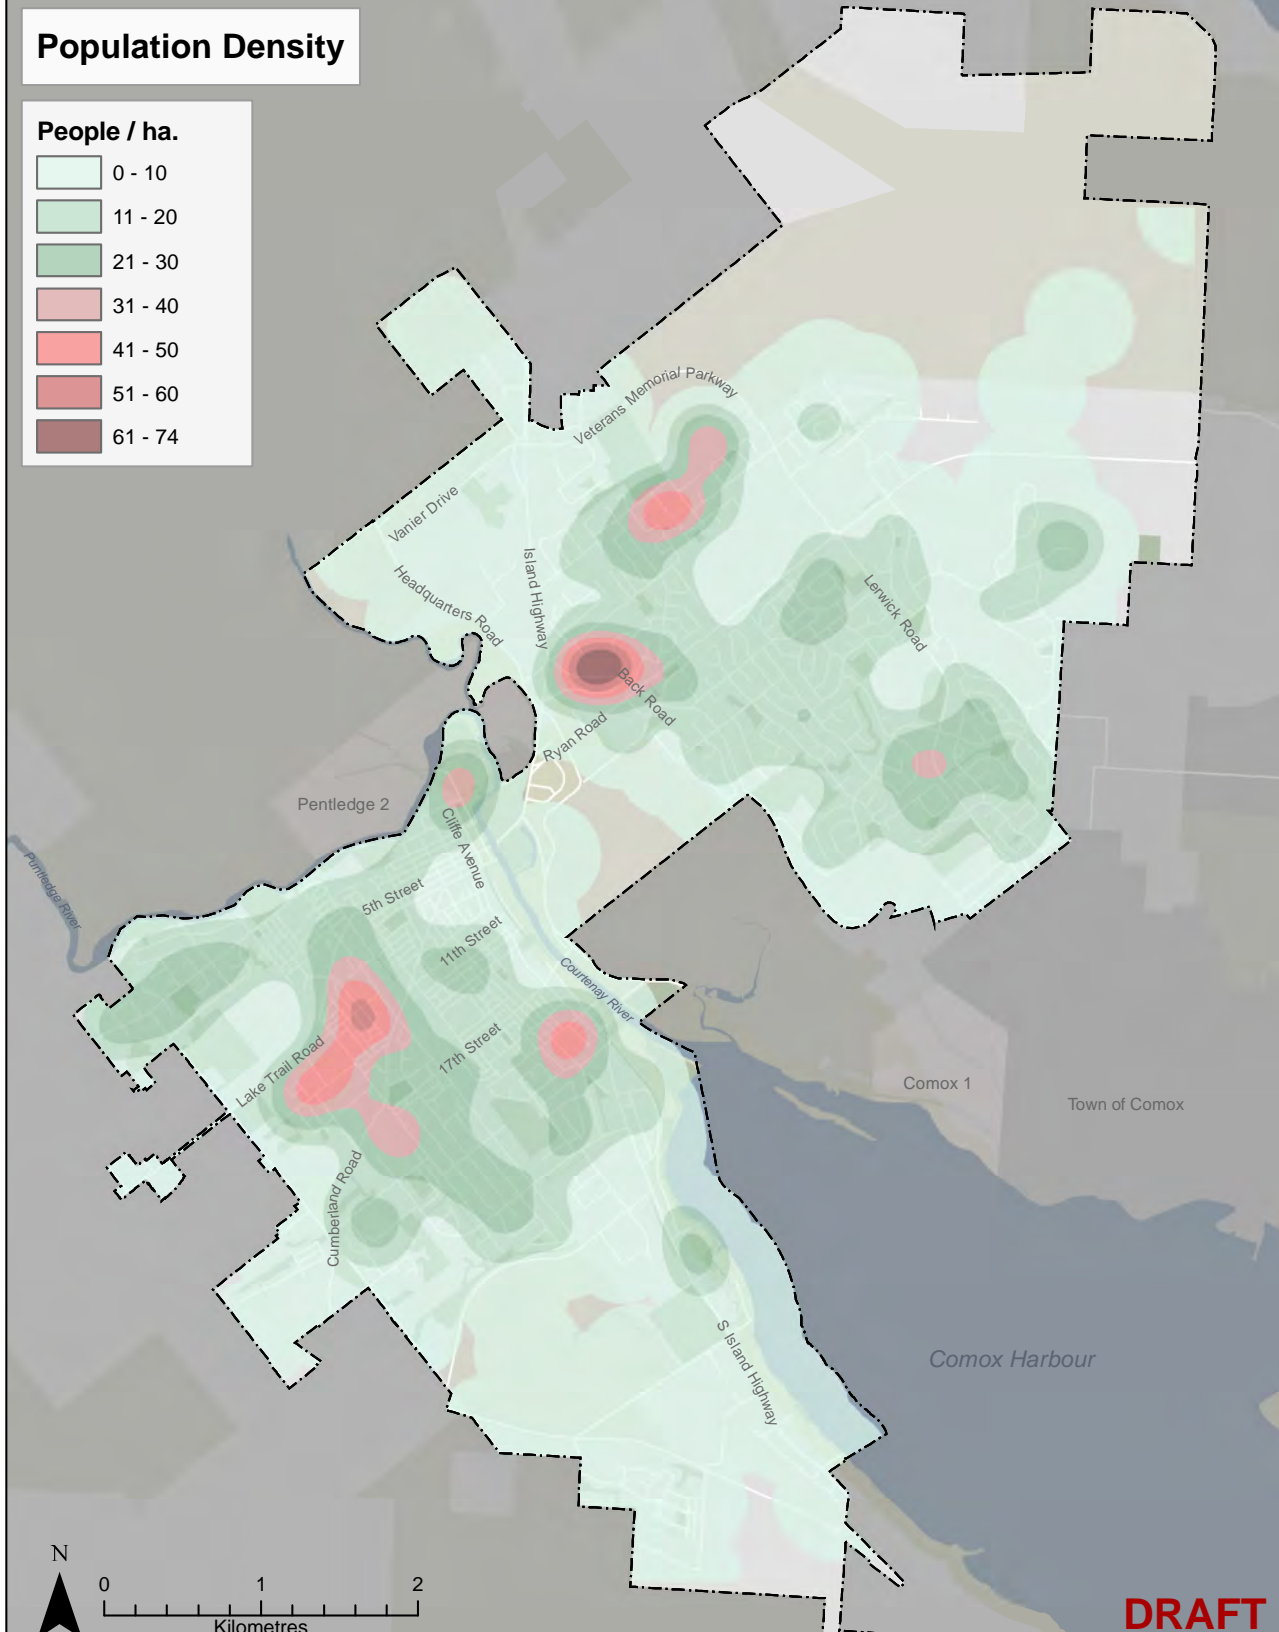 Population Density
People / ha.
0 - 10
11 - 20
21 - 30
31 - 40
41 - 50
51 - 60
61 - 74
Veterans Memorial Parkway
Vanier Drive
Island Highway
Headquarters Road
Lerwick Road
Back Road
Ryan Road
Pentledge 2
Cliffe Avenue
Puntledge River
5th Street
11th Street
Courtenay River
17th Street
Lake Trail Road
Comox 1
Town of Comox
Cumberland Road
S Island Highway
Comox Harbour
N
0 1 2
Kilometres
DRAFT